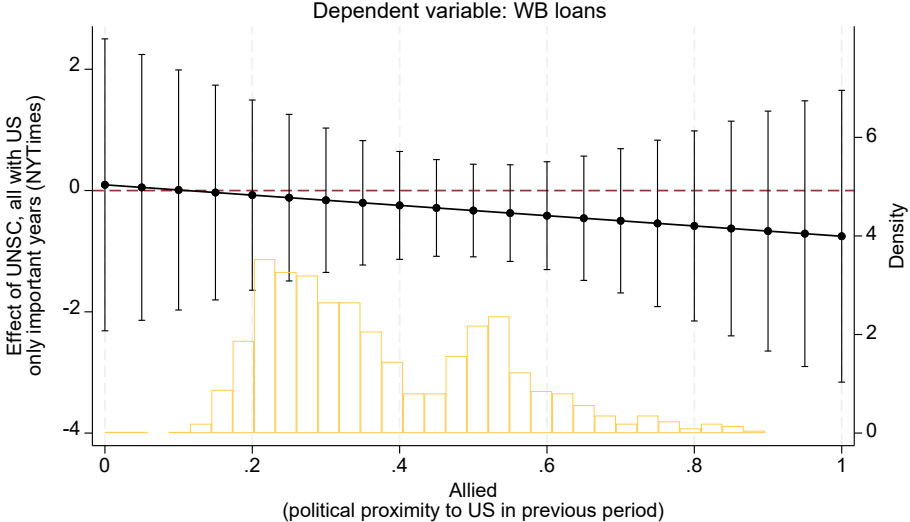 Dependent variable: WB loans
Effect of UNSC, all with US
only important years (NYTimes)
2
0
-2
-4
6
4
2
0
Density
0
.2
.4
.6
.8
1
Allied
(political proximity to US in previous period)